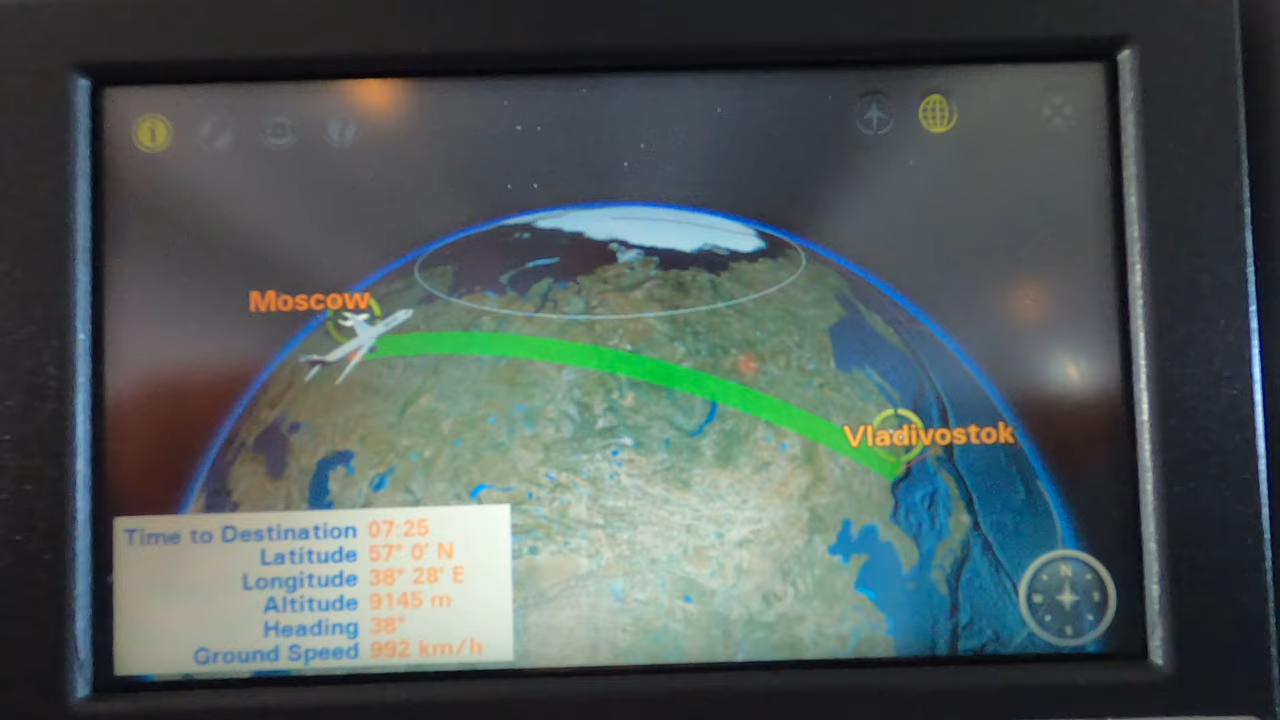 Moscow
Vladivostok
Time to Destination 07:25
Latitude 57° 0' N
Longitude 38° 28' E
Altitude 9145 m
Heading 38°
Ground Speed 992 km/h
N